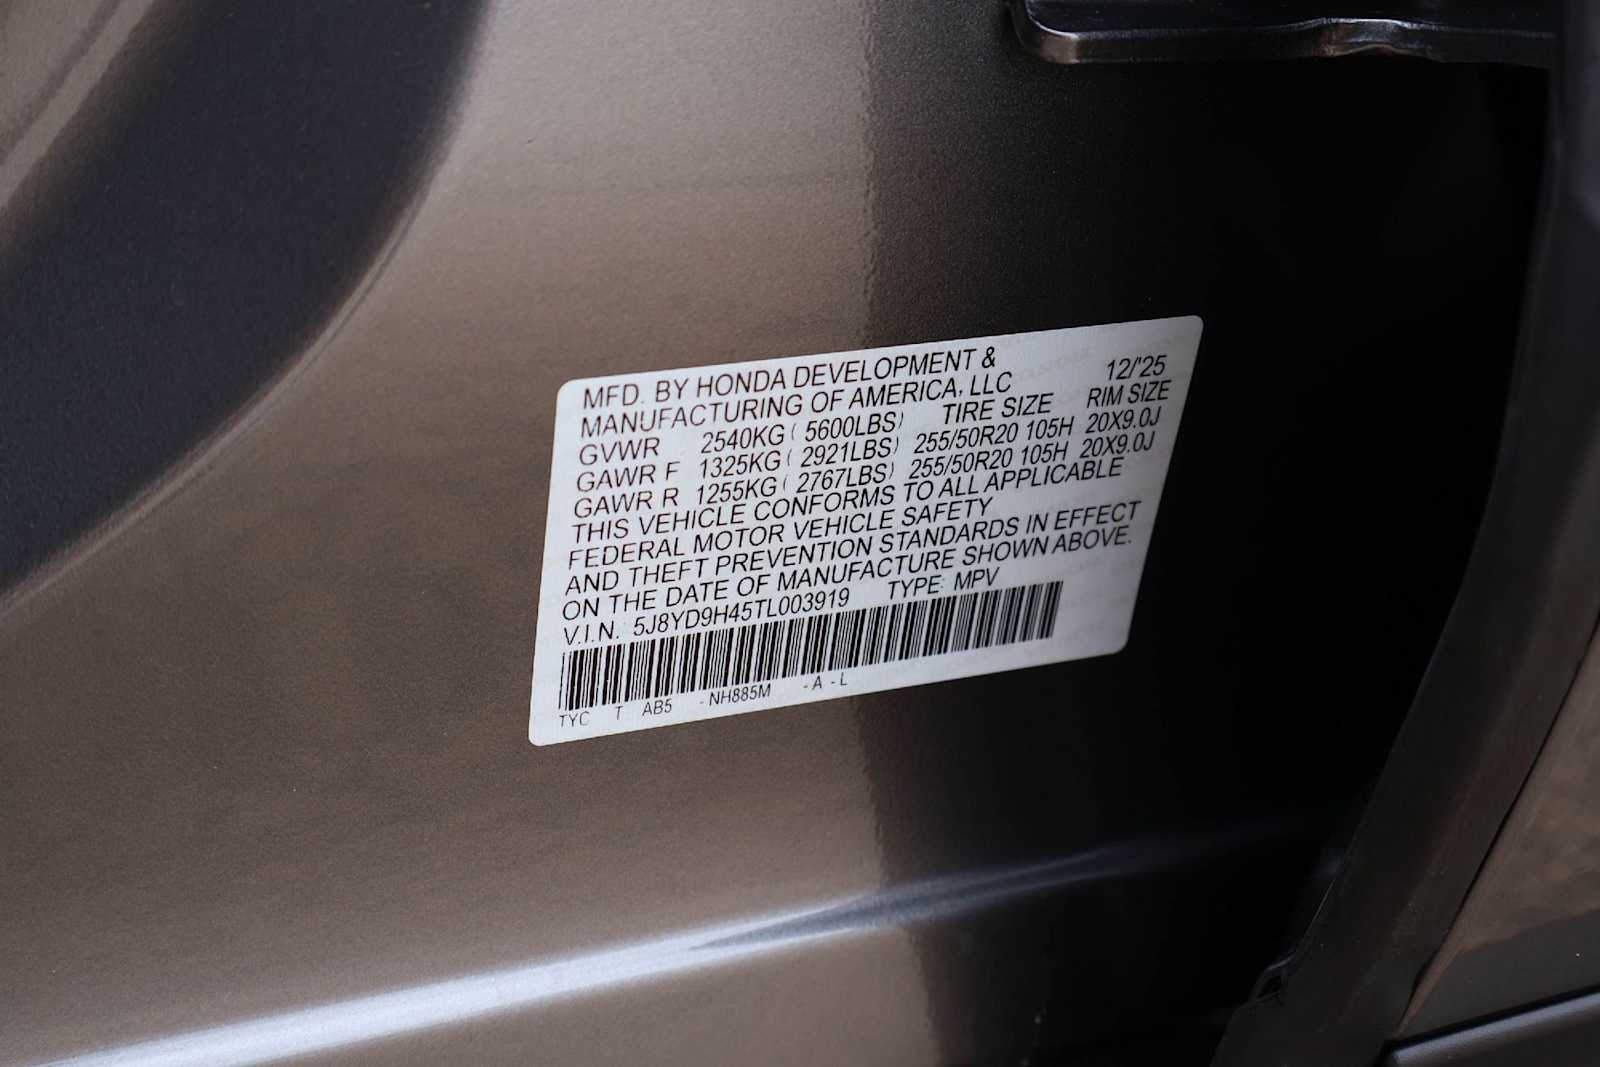 MFD. BY HONDA DEVELOPMENT &
MANUFACTURING OF AMERICA, LLC 12/'25
GVWR 2540KG ( 5600LBS) TIRE SIZE RIM SIZE
GAWR F 1325KG ( 2921LBS) 255/50R20 105H 20X9.0J
GAWR R 1255KG ( 2767LBS) 255/50R20 105H 20X9.0J
THIS VEHICLE CONFORMS TO ALL APPLICABLE
FEDERAL MOTOR VEHICLE SAFETY
AND THEFT PREVENTION STANDARDS IN EFFECT
ON THE DATE OF MANUFACTURE SHOWN ABOVE.
V.I.N. 5J8YD9H45TL003919 TYPE: MPV
TYC T AB5 - NH885M - A - L